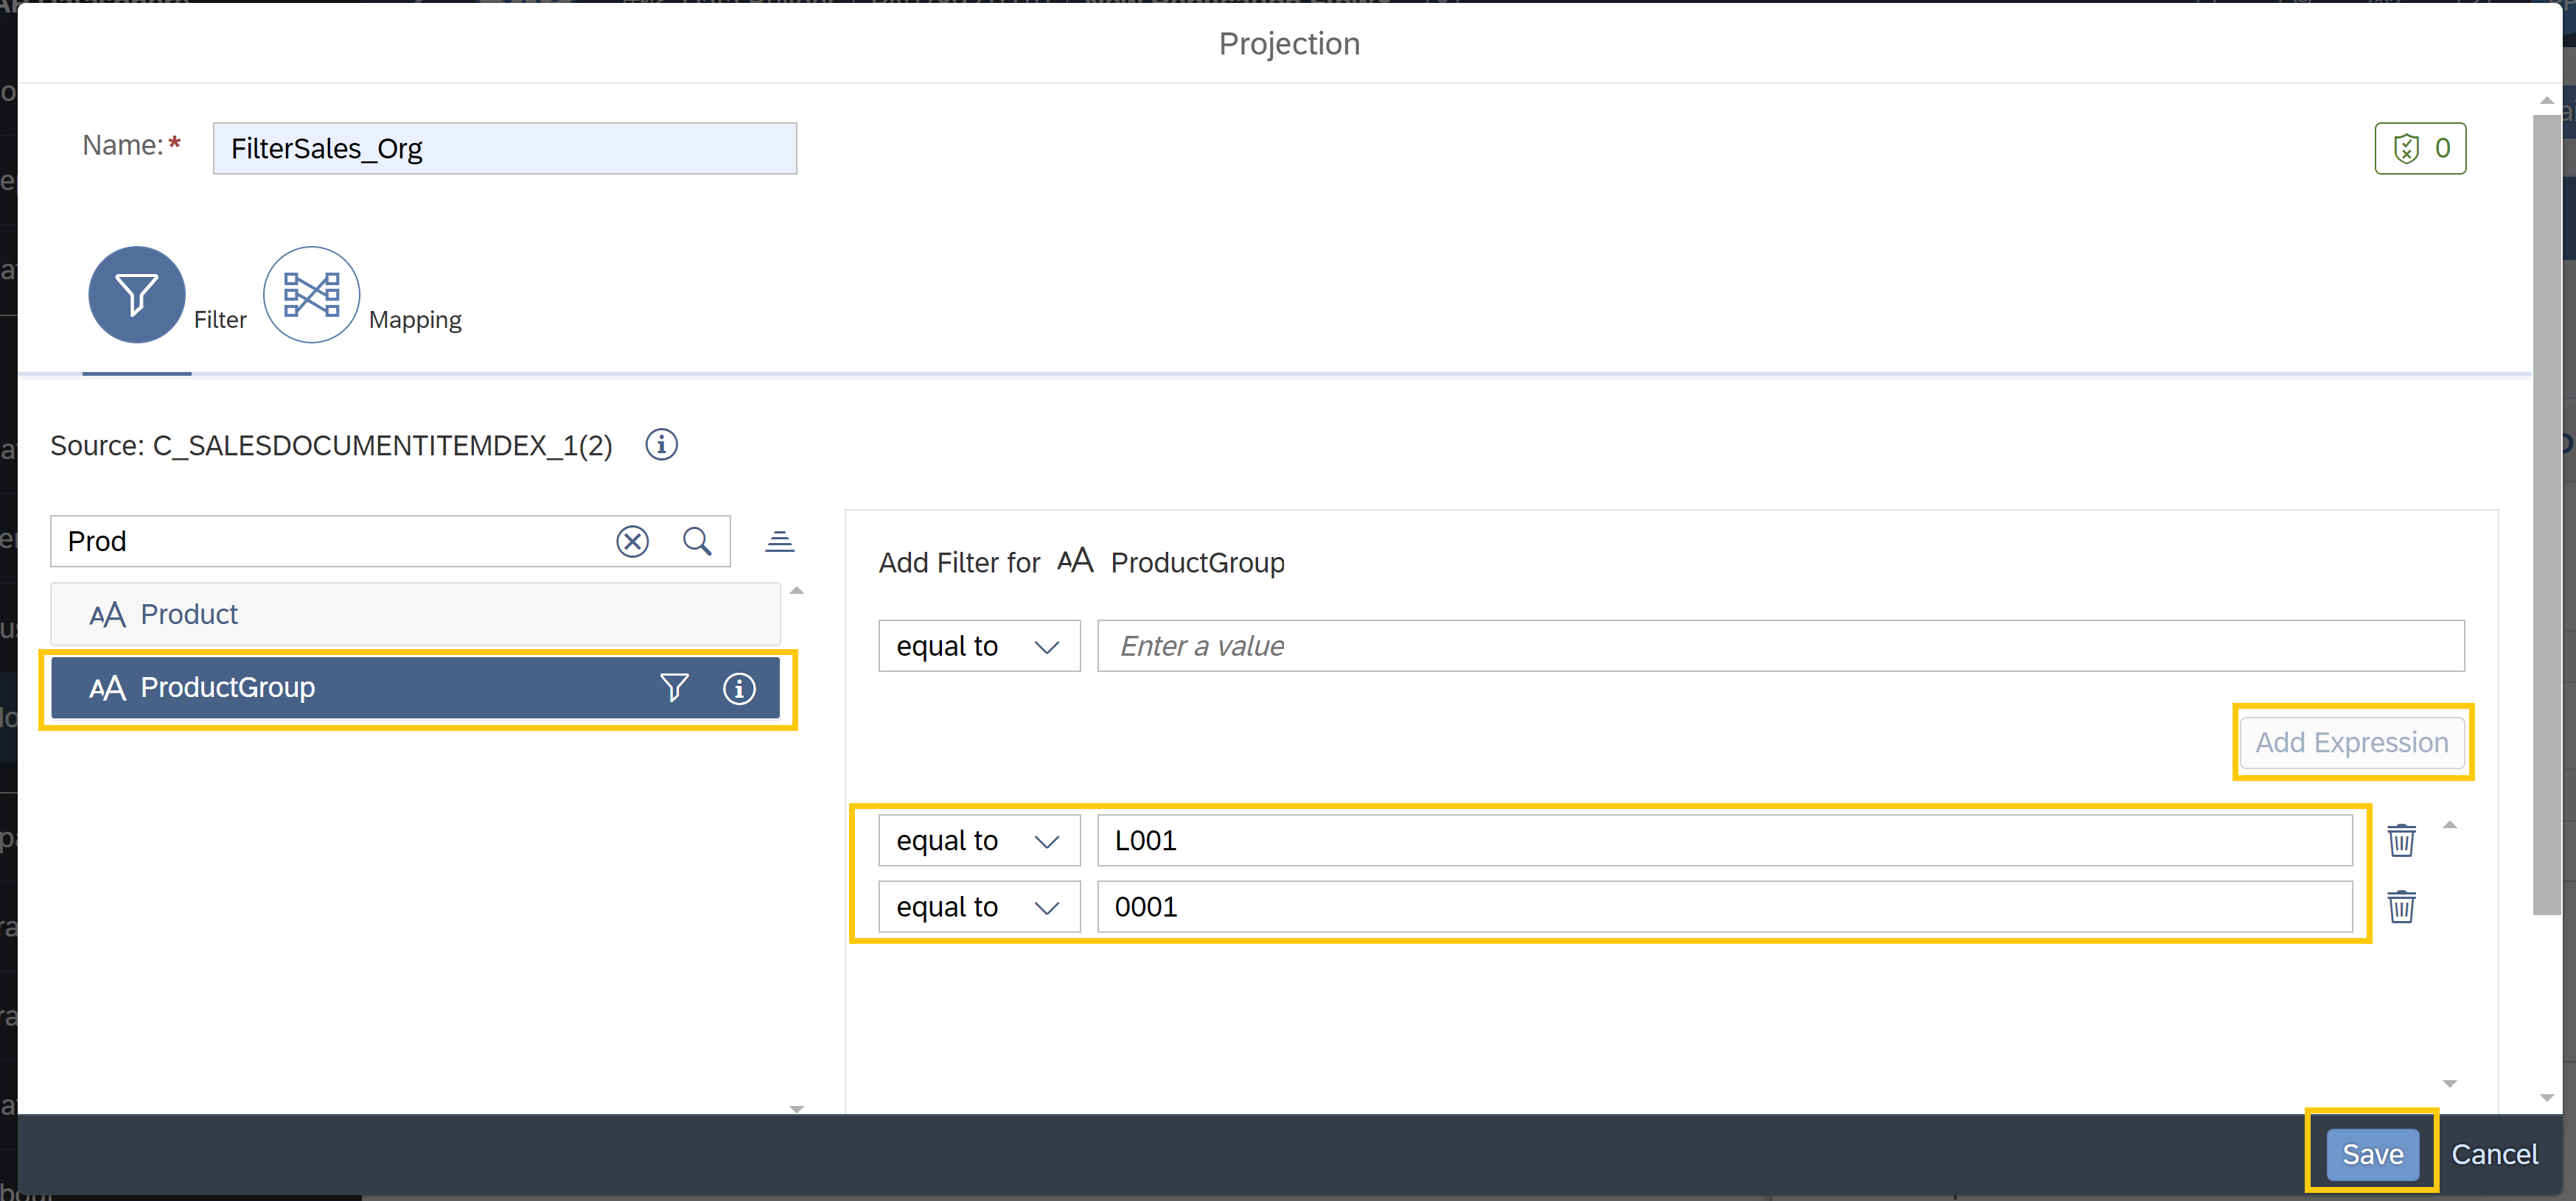 Projection
Name:* FilterSales_Org
0
Filter
Mapping
Source: C_SALESDOCUMENTITEMDEX_1(2)
Prod
AA Product
AA ProductGroup
Add Filter for AA ProductGroup
equal to
Enter a value
Add Expression
equal to
L001
equal to
0001
Save
Cancel